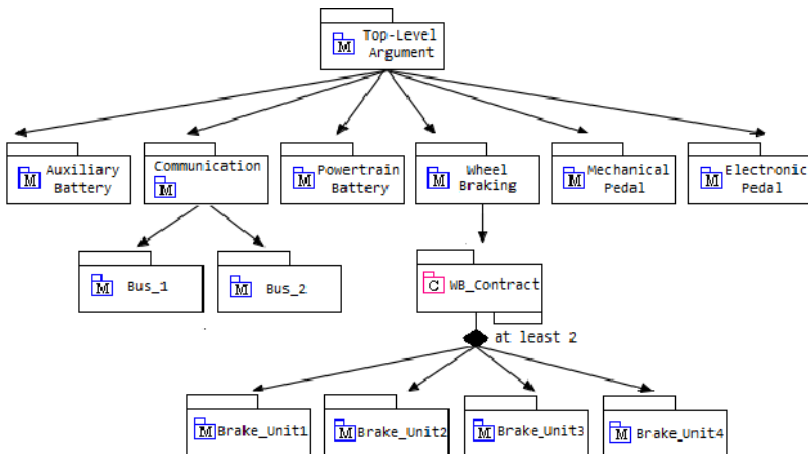 Top-Level
M Argument
Auxiliary
M Battery
Communication
M
Powertrain
M Battery
Wheel
M Braking
Mechanical
M Pedal
Electronic
M Pedal
M Bus_1
M Bus_2
C WB_Contract
at least 2
M Brake_Unit1
M Brake_Unit2
M Brake_Unit3
M Brake_Unit4